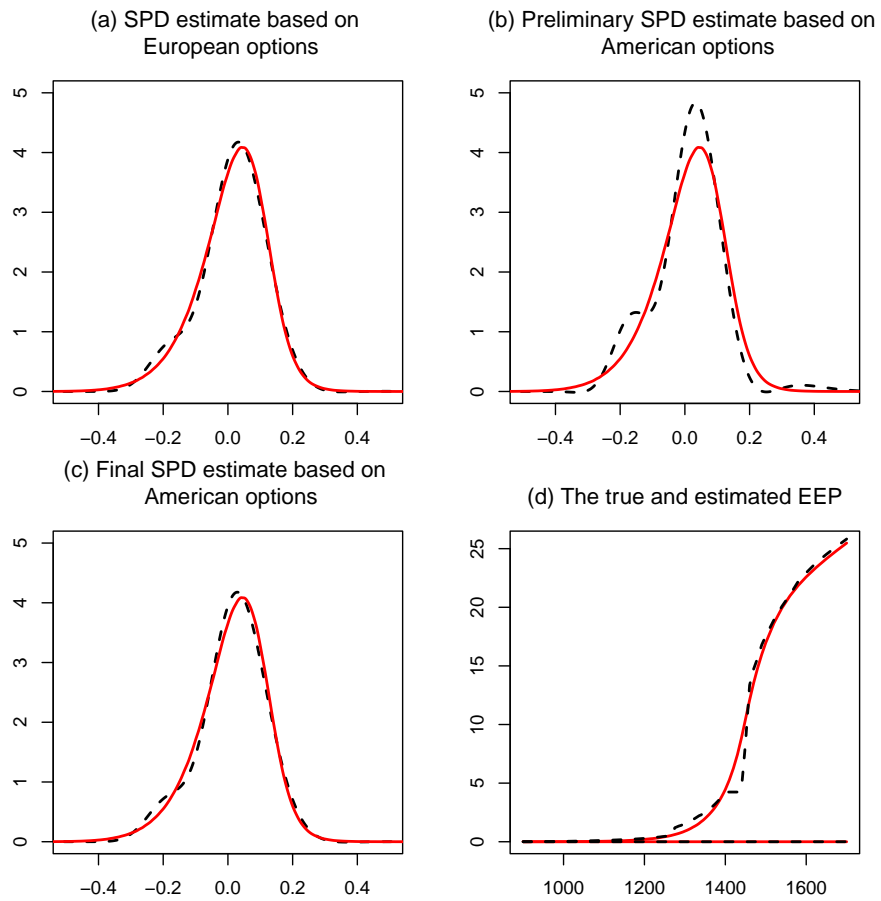 (a) SPD estimate based on
European options
(b) Preliminary SPD estimate based on
American options
5
4
3
2
1
0
−0.4 −0.2 0.0 0.2 0.4
5
4
3
2
1
0
−0.4 −0.2 0.0 0.2 0.4
(c) Final SPD estimate based on
American options
(d) The true and estimated EEP
5
4
3
2
1
0
−0.4 −0.2 0.0 0.2 0.4
25
20
15
10
5
0
1000 1200 1400 1600